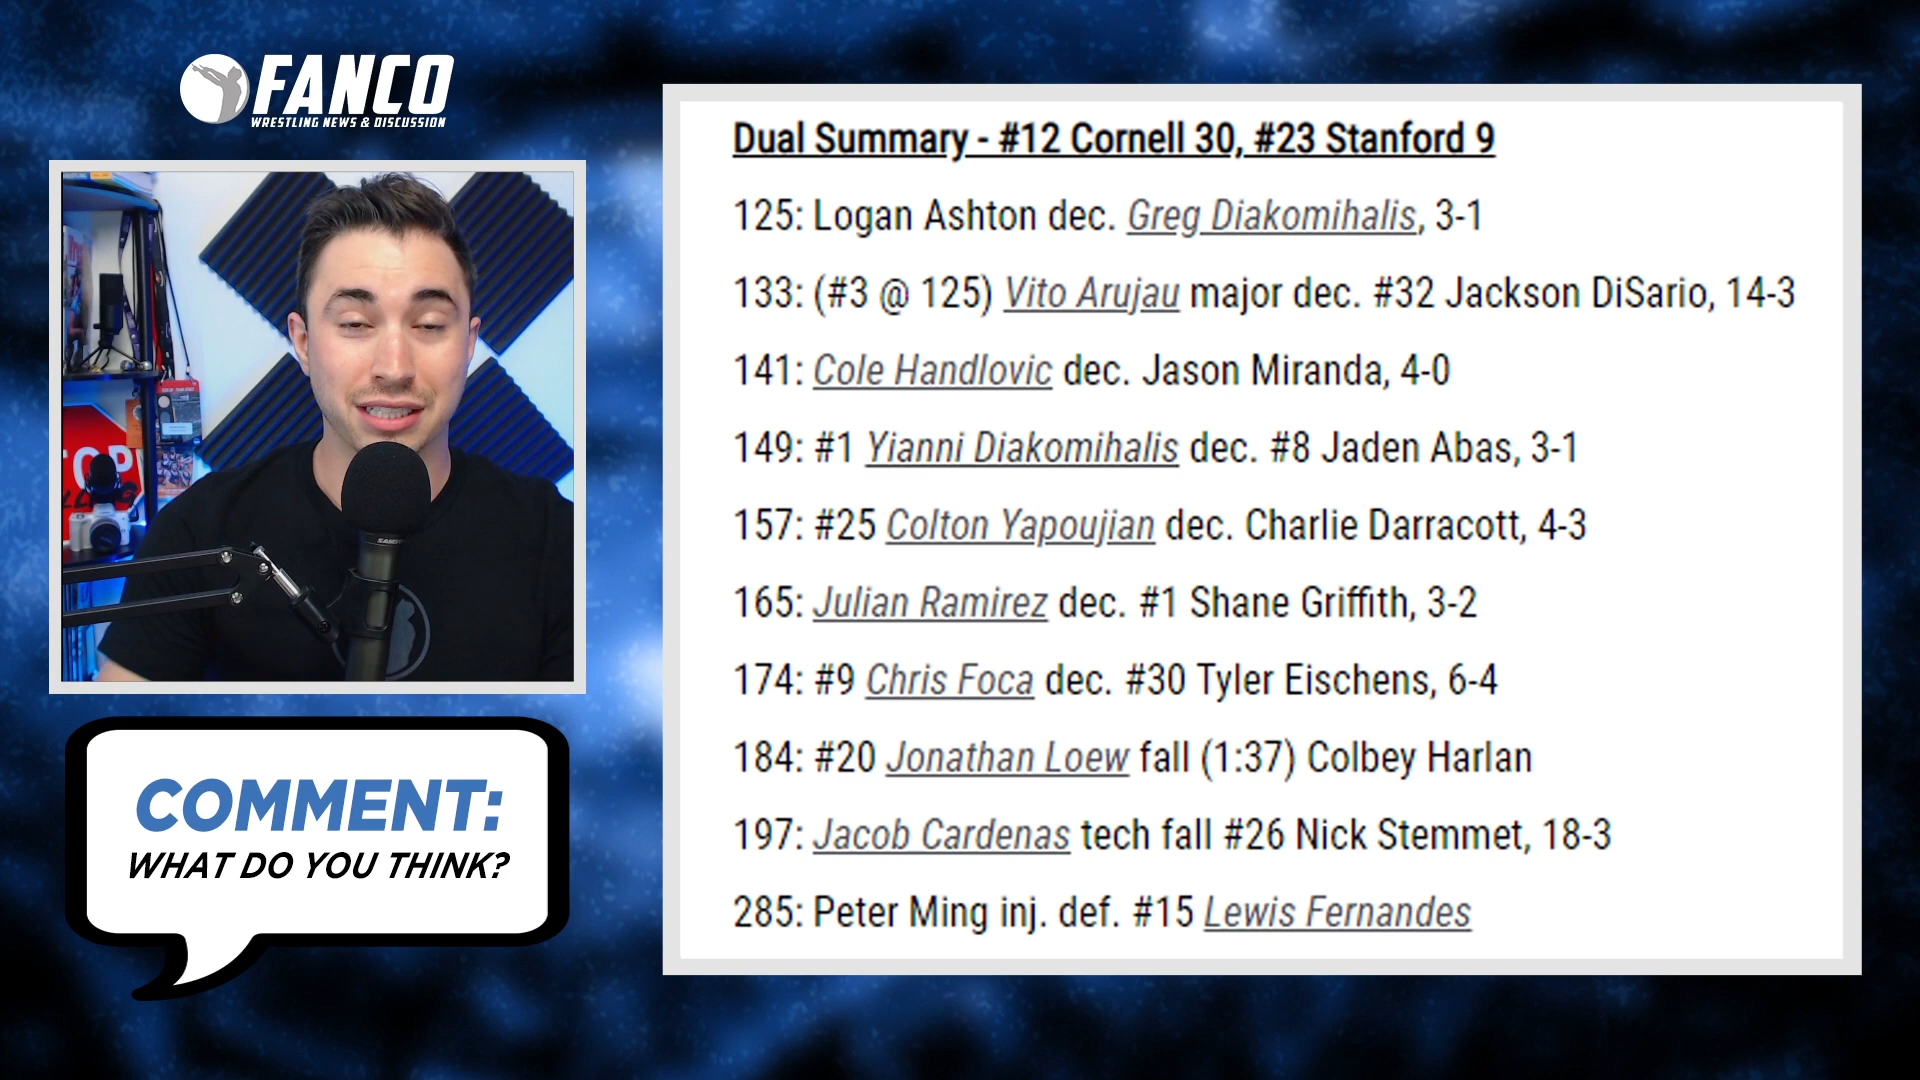 FANCO
WRESTLING NEWS & DISCUSSION
Dual Summary - #12 Cornell 30, #23 Stanford 9
125: Logan Ashton dec. Greg Diakomihalis, 3-1
133: (#3 @ 125) Vito Arujau major dec. #32 Jackson DiSario, 14-3
141: Cole Handlovic dec. Jason Miranda, 4-0
149: #1 Yianni Diakomihalis dec. #8 Jaden Abas, 3-1
157: #25 Colton Yapoujian dec. Charlie Darracott, 4-3
165: Julian Ramirez dec. #1 Shane Griffith, 3-2
174: #9 Chris Foca dec. #30 Tyler Eischens, 6-4
184: #20 Jonathan Loew fall (1:37) Colbey Harlan
197: Jacob Cardenas tech fall #26 Nick Stemmet, 18-3
285: Peter Ming inj. def. #15 Lewis Fernandes
COMMENT:
WHAT DO YOU THINK?